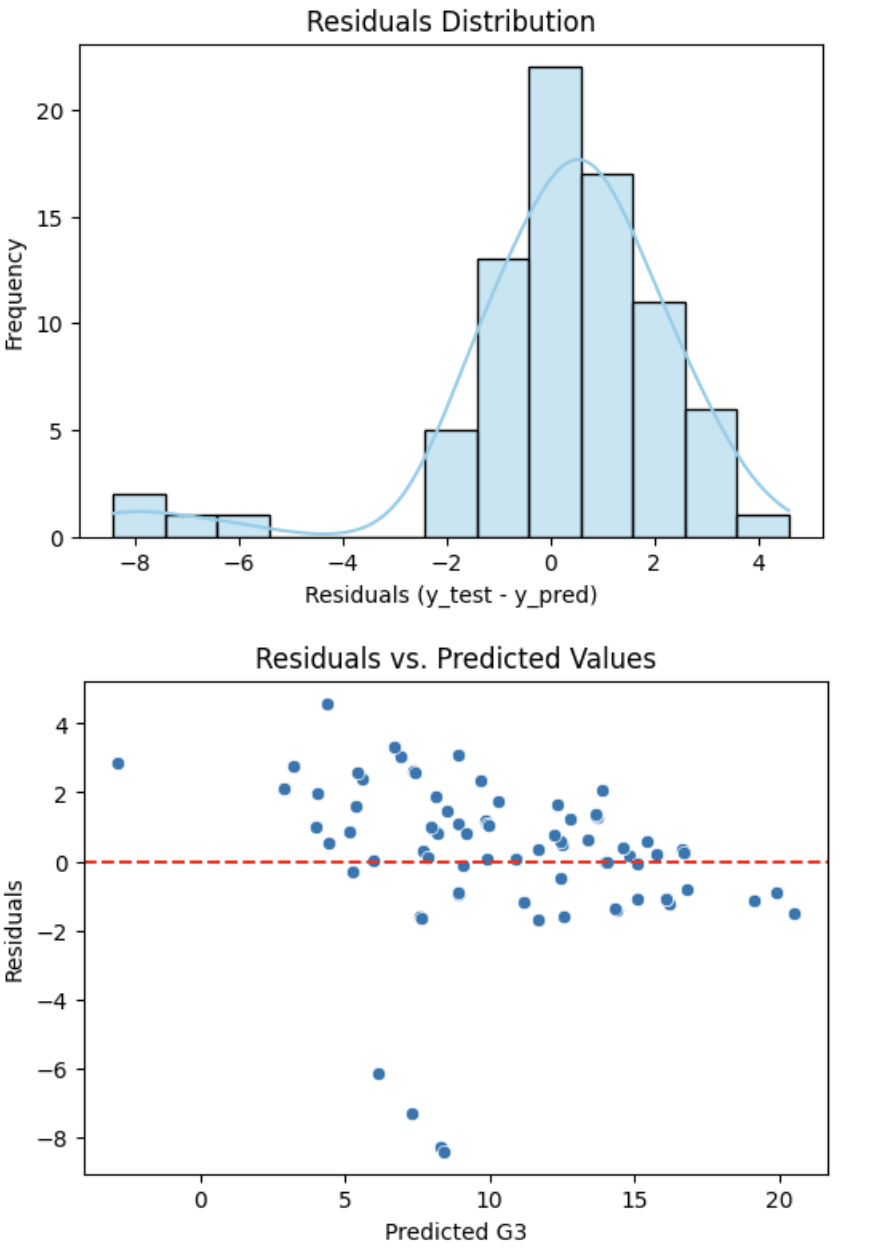 Residuals Distribution
Frequency
20
15
10
5
0
−8 −6 −4 −2 0 2 4
Residuals (y_test - y_pred)
Residuals vs. Predicted Values
Residuals
4
2
0
−2
−4
−6
−8
0 5 10 15 20
Predicted G3